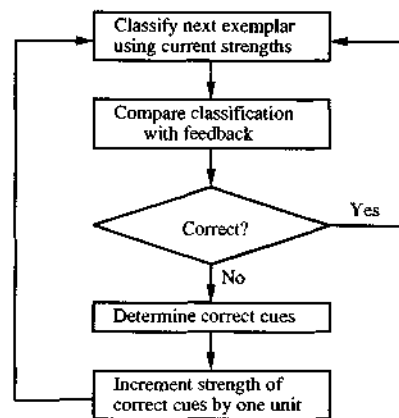 Classify next exemplar
using current strengths
Compare classification
with feedback
Correct?
Yes
No
Determine correct cues
Increment strength of
correct cues by one unit